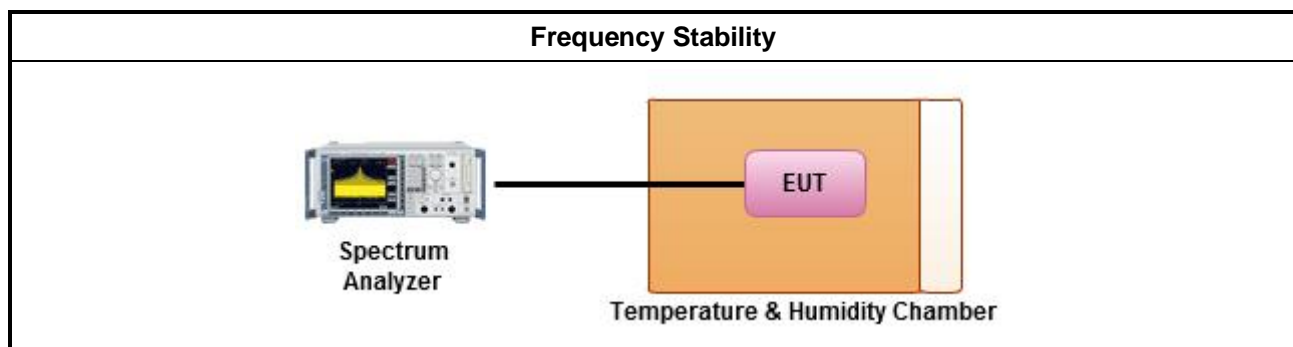 Frequency Stability
EUT
Spectrum
Analyzer
Temperature & Humidity Chamber